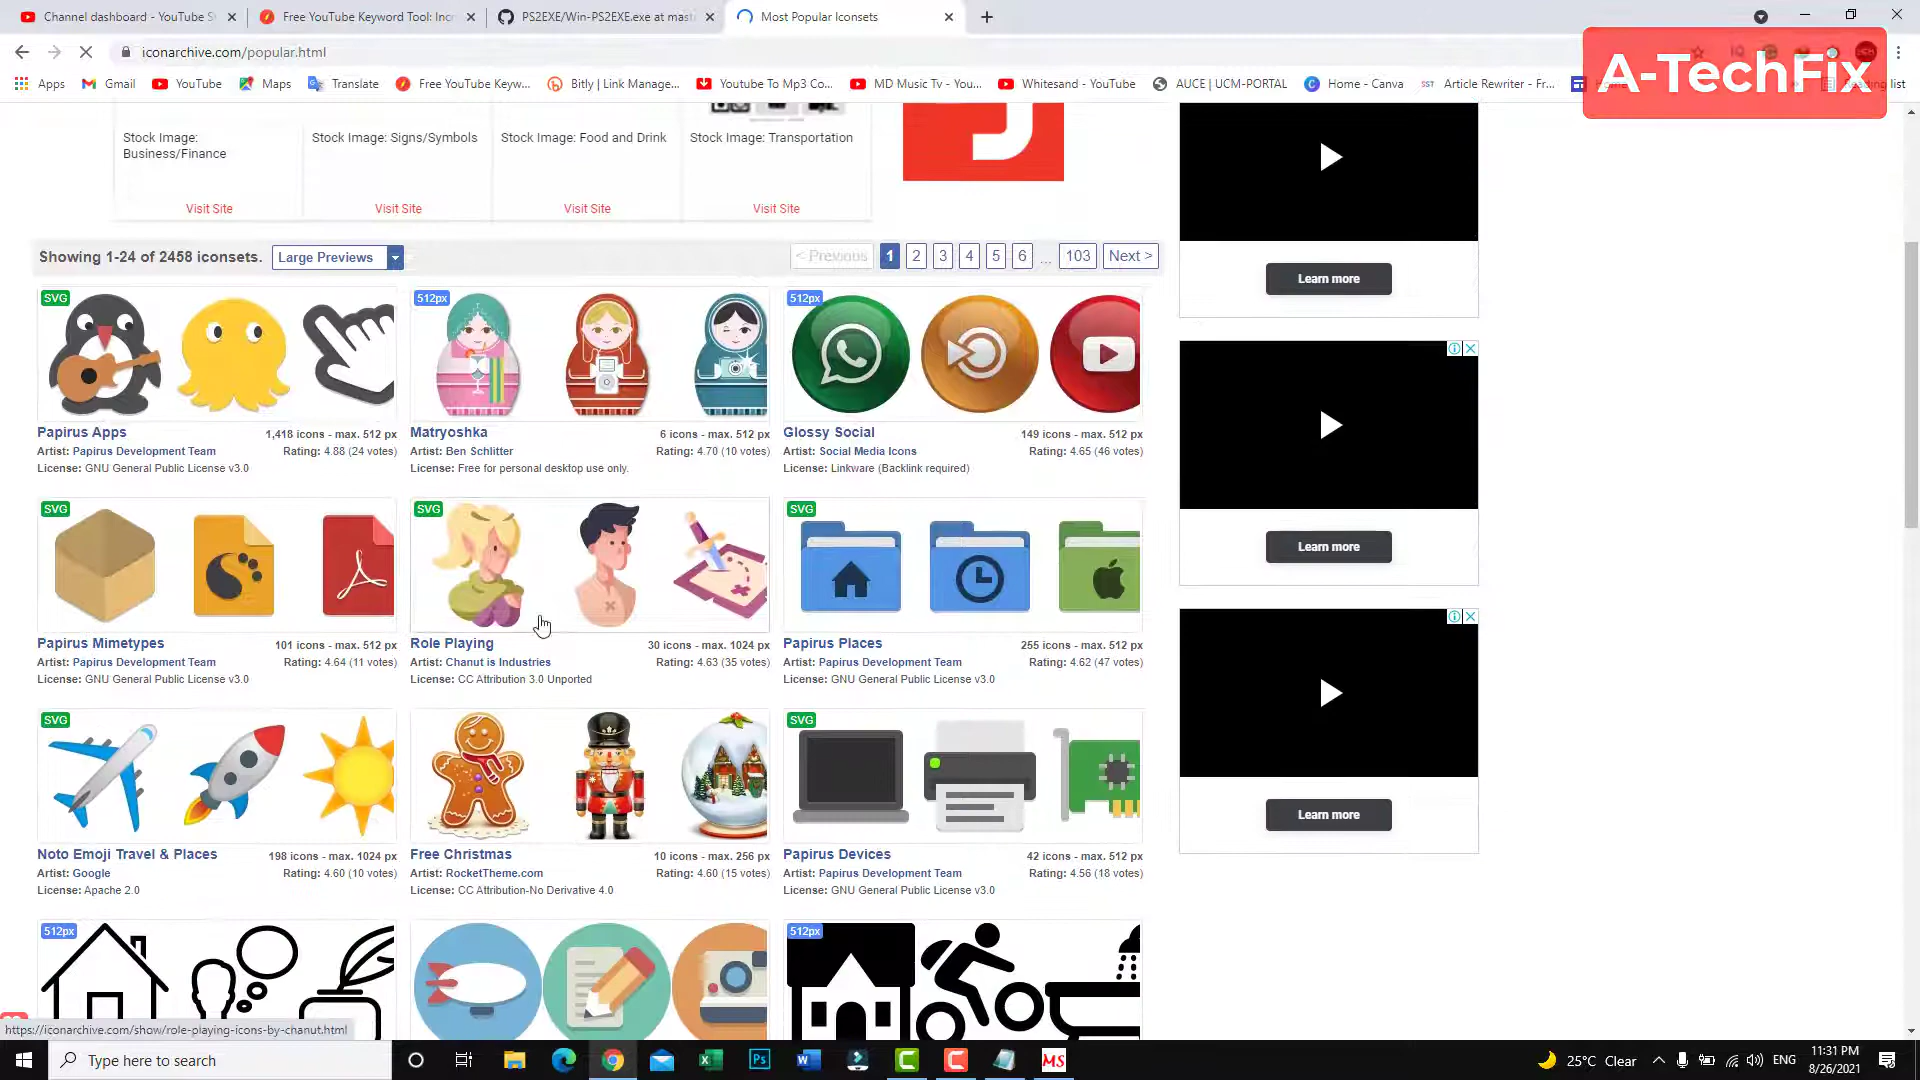 Channel dashboard - YouTube S
Free YouTube Keyword Tool: Inc
PS2EXE/Win-PS2EXE.exe at mast
Most Popular Iconsets
iconarchive.com/popular.html
A-TechFix
Apps
Gmail
YouTube
Maps
Translate
Free YouTube Keyw...
Bitly | Link Manage...
Youtube To Mp3 Co...
MD Music Tv - You...
Whitesand - YouTube
AUCE | UCM-PORTAL
Home - Canva
SST
Article Rewriter - Fr...
Stock Image:
Business/Finance
Stock Image: Signs/Symbols
Stock Image: Food and Drink
Stock Image: Transportation
Visit Site
Visit Site
Visit Site
Visit Site
Showing 1-24 of 2458 iconsets.
Large Previews
< Previous
1
2
3
4
5
6
...
103
Next >
Learn more
SVG
512px
512px
Papirus Apps
1,418 icons - max. 512 px
Artist: Papirus Development Team
Rating: 4.88 (24 votes)
License: GNU General Public License v3.0
Matryoshka
6 icons - max. 512 px
Artist: Ben Schlitter
Rating: 4.70 (10 votes)
License: Free for personal desktop use only.
Glossy Social
149 icons - max. 512 px
Artist: Social Media Icons
Rating: 4.65 (46 votes)
License: Linkware (Backlink required)
Learn more
SVG
SVG
SVG
Papirus Mimetypes
101 icons - max. 512 px
Artist: Papirus Development Team
Rating: 4.64 (11 votes)
License: GNU General Public License v3.0
Role Playing
30 icons - max. 1024 px
Artist: Chanut is Industries
Rating: 4.63 (35 votes)
License: CC Attribution 3.0 Unported
Papirus Places
255 icons - max. 512 px
Artist: Papirus Development Team
Rating: 4.62 (47 votes)
License: GNU General Public License v3.0
SVG
SVG
Learn more
Noto Emoji Travel & Places
198 icons - max. 1024 px
Artist: Google
Rating: 4.60 (10 votes)
License: Apache 2.0
Free Christmas
10 icons - max. 256 px
Artist: RocketTheme.com
Rating: 4.60 (15 votes)
License: CC Attribution-No Derivative 4.0
Papirus Devices
42 icons - max. 512 px
Artist: Papirus Development Team
Rating: 4.56 (18 votes)
License: GNU General Public License v3.0
512px
512px
https://iconarchive.com/show/role-playing-icons-by-chanut.html
Type here to search
Ps
MS
25°C Clear
ENG
11:31 PM
8/26/2021